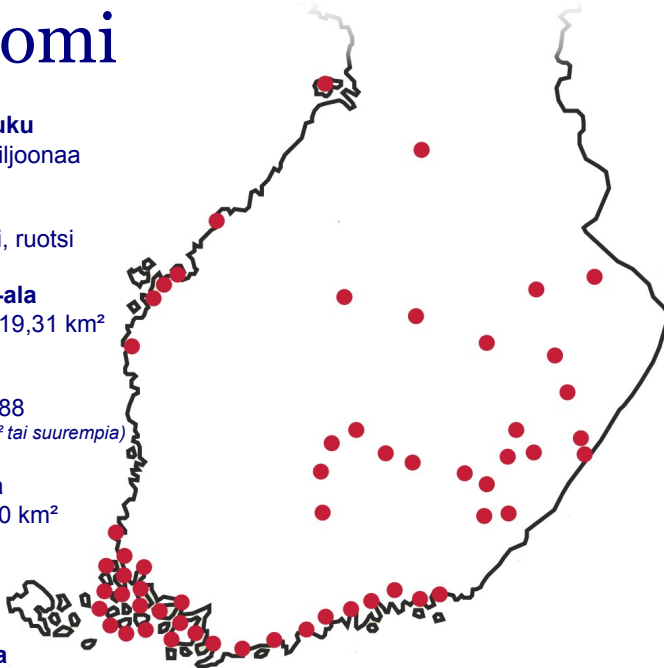 omi
uku
iljoonaa
i, ruotsi
-ala
19,31 km²
88
² tai suurempia)
a
0 km²
a